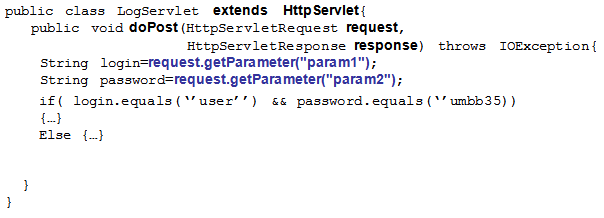 public class LogServlet extends HttpServlet{
public void doPost(HttpServletRequest request,
HttpServletResponse response) throws IOException{
String login=request.getParameter("param1");
String password=request.getParameter("param2");
if( login.equals(‘’user’’) && password.equals(‘’umbb35))
{…}
Else {…}
}
}